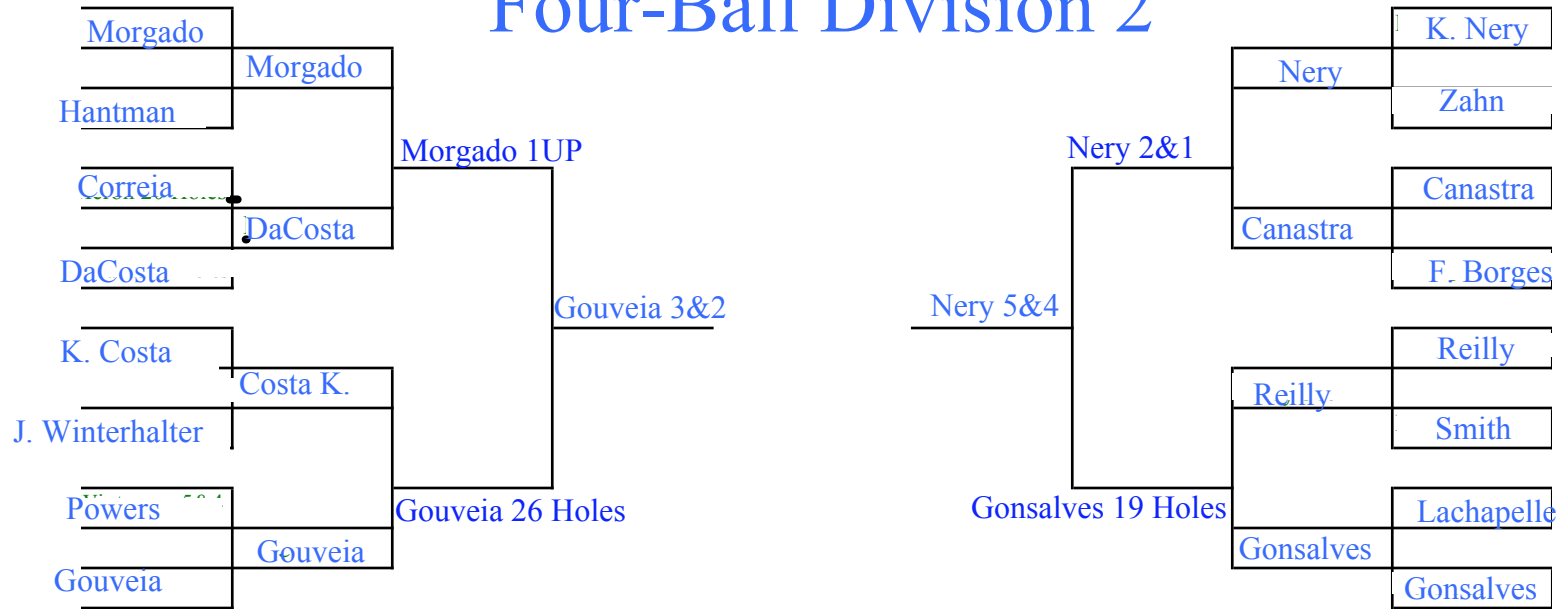 Four-Ball Division 2
Morgado
Morgado
Hantman
Morgado 1UP
Correia
DaCosta
DaCosta
Gouveia 3&2
K. Costa
Costa K.
J. Winterhalter
Powers
Gouveia 26 Holes
Gouveia
Gouveia
K. Nery
Nery
Zahn
Nery 2&1
Canastra
Canastra
F. Borges
Nery 5&4
Reilly
Reilly
Smith
Gonsalves 19 Holes
Lachapelle
Gonsalves
Gonsalves